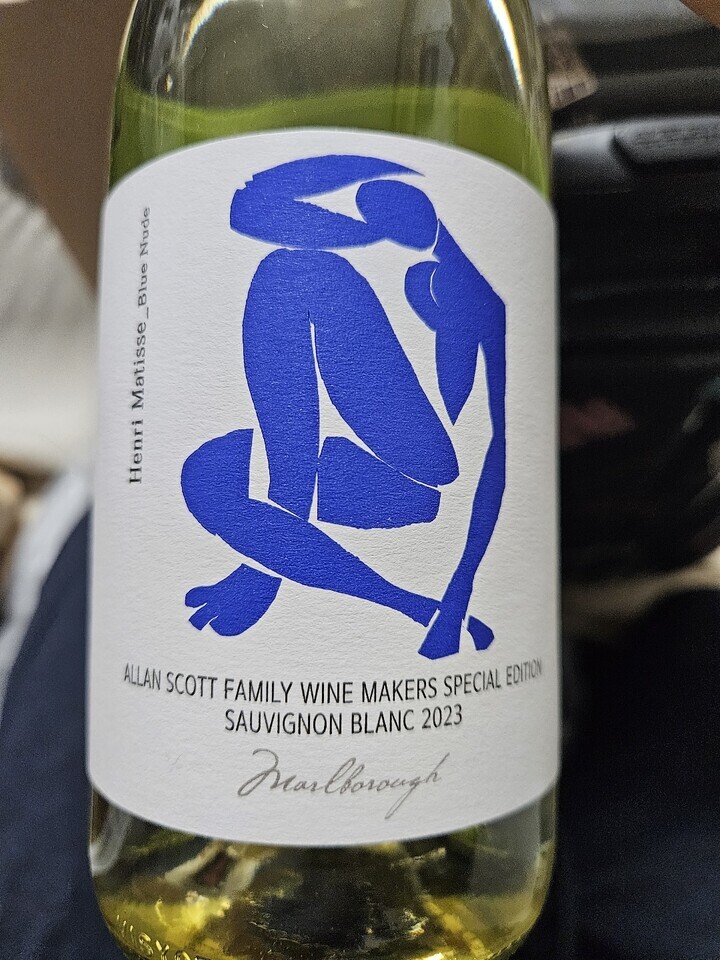 Henri Matisse_Blue Nude
ALLAN SCOTT FAMILY WINE MAKERS SPECIAL EDITION
SAUVIGNON BLANC 2023
Marlborough